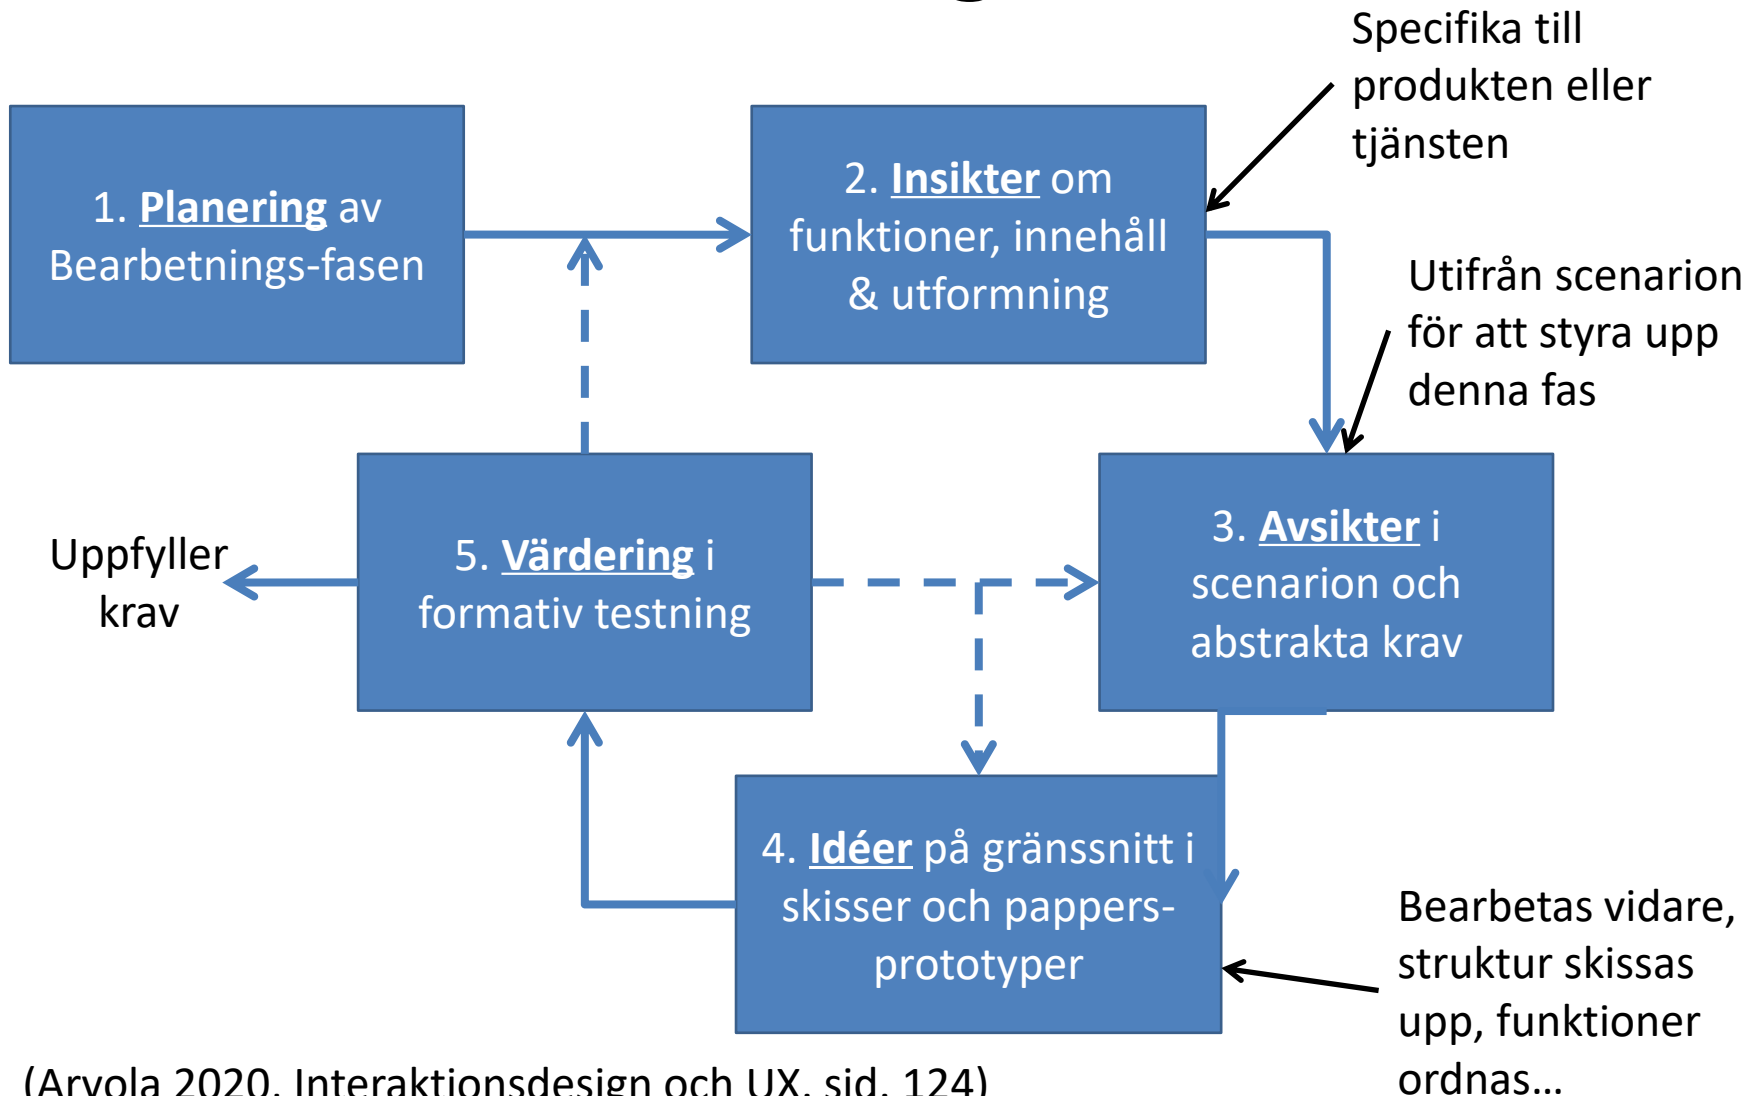 Specifika till
produkten eller
tjänsten
1. Planering av
Bearbetnings-fasen
2. Insikter om
funktioner, innehåll
& utformning
Utifrån scenarion
för att styra upp
denna fas
Uppfyller
krav
5. Värdering i
formativ testning
3. Avsikter i
scenarion och
abstrakta krav
4. Idéer på gränssnitt i
skisser och pappers-
prototyper
Bearbetas vidare,
struktur skissas
upp, funktioner
ordnas...
(Arvola 2020, Interaktionsdesign och UX, sid. 124)